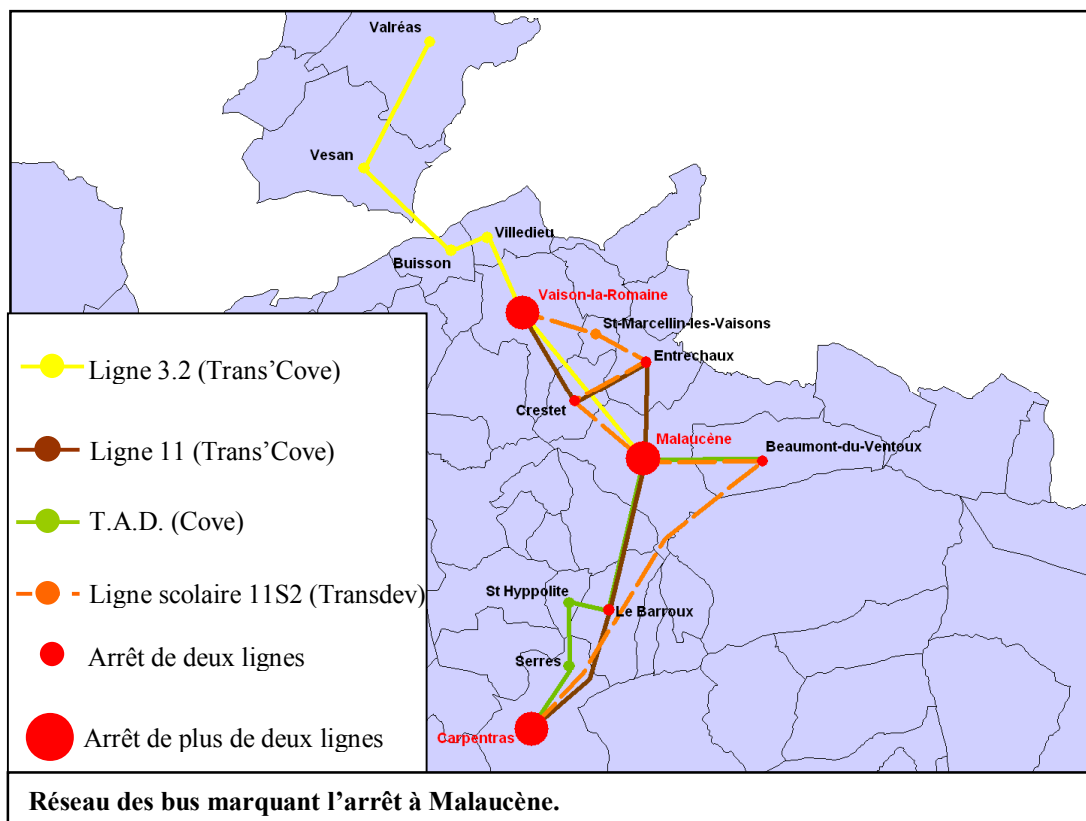 Valréas
Vesan
Villedieu
Buisson
Vaison-la-Romaine
St-Marcellin-les-Vaisons
Entrechaux
Crestet
Malaucène
Beaumont-du-Ventoux
St Hyppolite
Le Barroux
Serres
Carpentras
Ligne 3.2 (Trans’Cove)
Ligne 11 (Trans’Cove)
T.A.D. (Cove)
Ligne scolaire 11S2 (Transdev)
Arrêt de deux lignes
Arrêt de plus de deux lignes
Réseau des bus marquant l’arrêt à Malaucène.